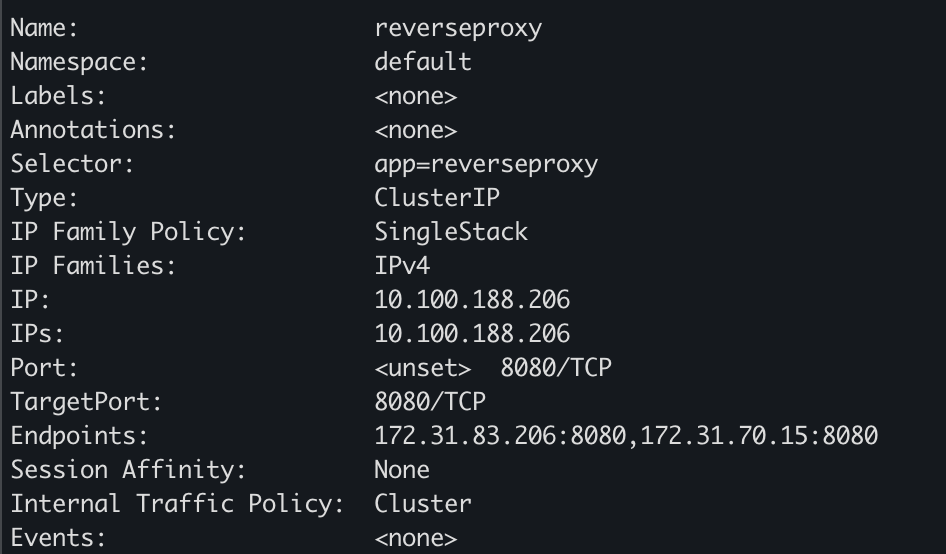 Name: reverseproxy
Namespace: default
Labels: <none>
Annotations: <none>
Selector: app=reverseproxy
Type: ClusterIP
IP Family Policy: SingleStack
IP Families: IPv4
IP: 10.100.188.206
IPs: 10.100.188.206
Port: <unset> 8080/TCP
TargetPort: 8080/TCP
Endpoints: 172.31.83.206:8080,172.31.70.15:8080
Session Affinity: None
Internal Traffic Policy: Cluster
Events: <none>